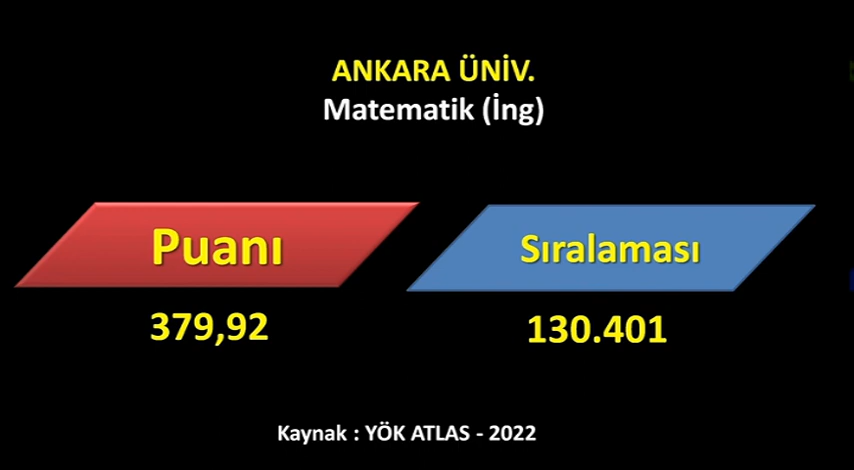 ANKARA ÜNİV.
Matematik (İng)
Puanı
Sıralaması
379,92
130.401
Kaynak : YÖK ATLAS - 2022